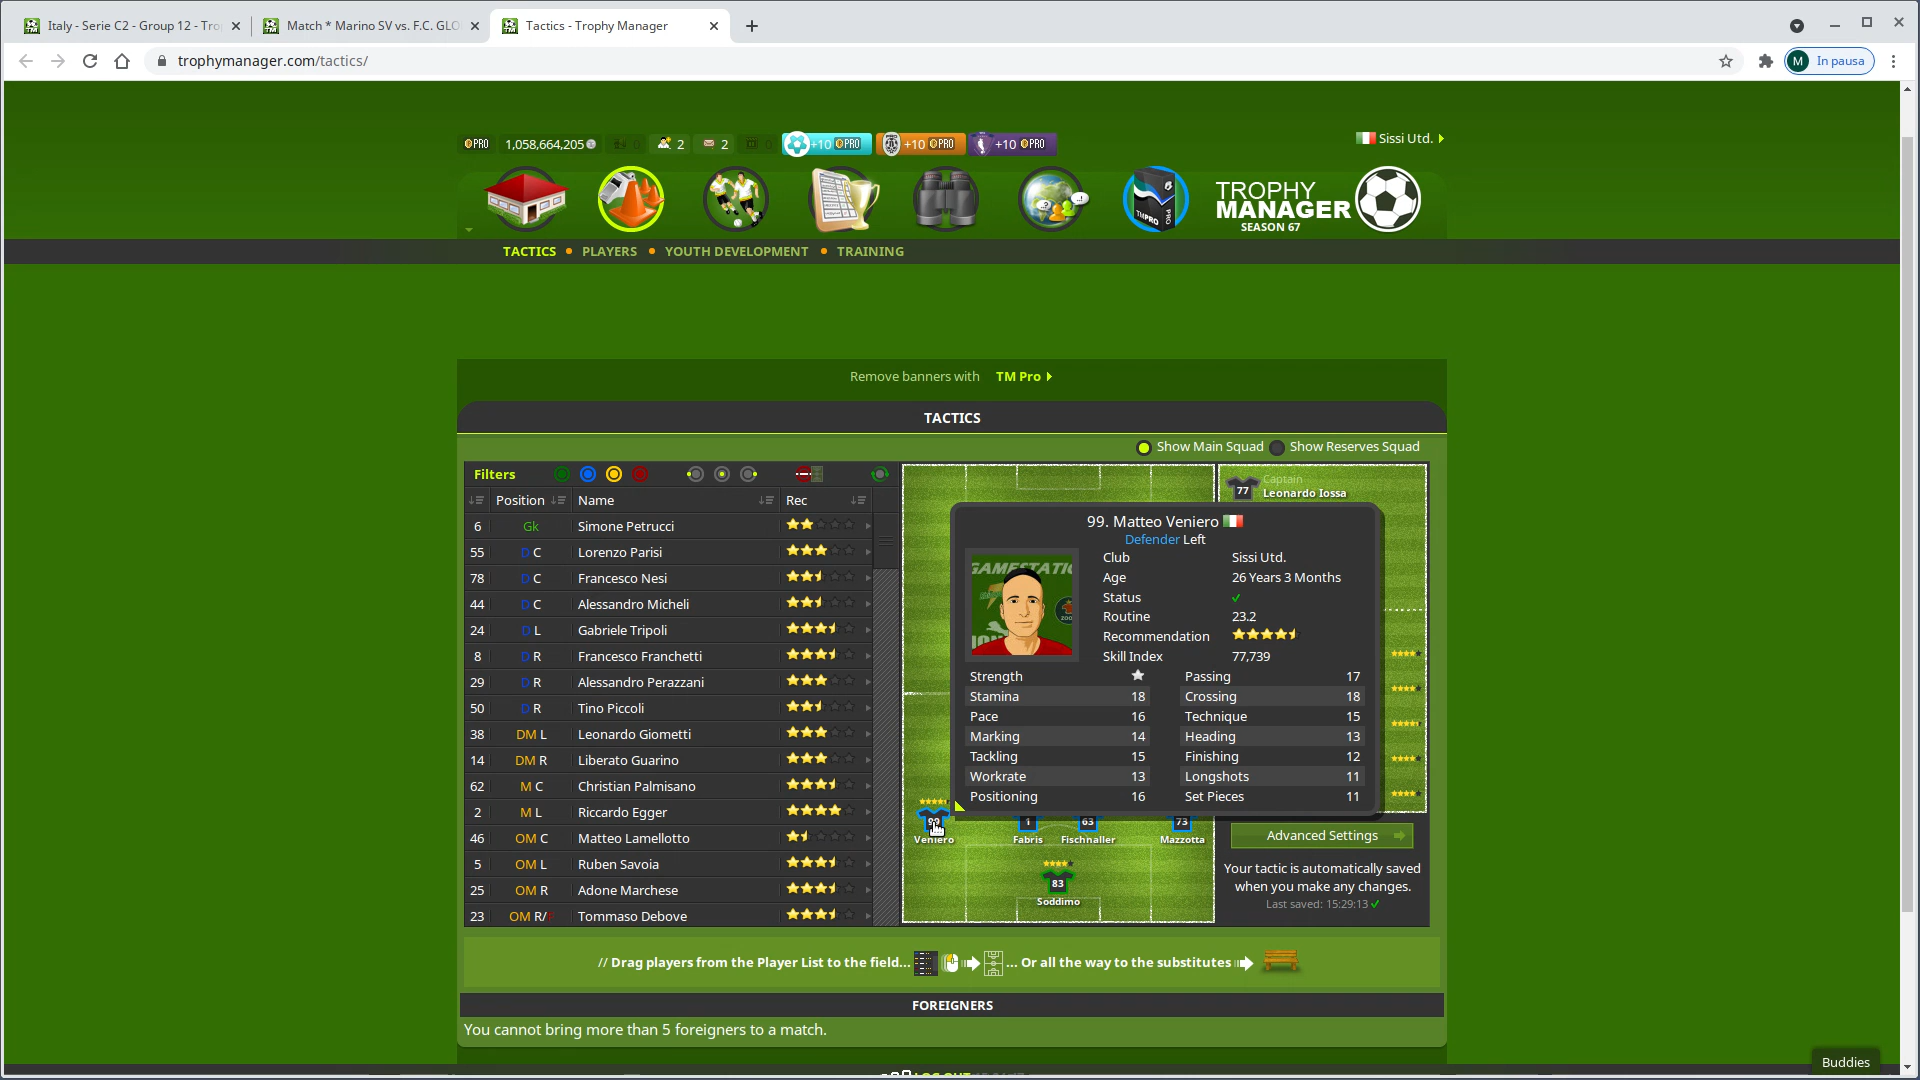 Italy - Serie C2 - Group 12 - Tro
Match * Marino SV vs. F.C. GLO
Tactics - Trophy Manager
trophymanager.com/tactics/
M In pausa
PRO 1,058,664,205 0 2 2 0 +10 PRO +10 PRO +10 PRO
Sissi Utd.
TROPHY
MANAGER
SEASON 67
TACTICS • PLAYERS • YOUTH DEVELOPMENT • TRAINING
Remove banners with TM Pro
TACTICS
Show Main Squad Show Reserves Squad
Filters
Position Name Rec
6 Gk Simone Petrucci
55 D C Lorenzo Parisi
78 D C Francesco Nesi
44 D C Alessandro Micheli
24 D L Gabriele Tripoli
8 D R Francesco Franchetti
29 D R Alessandro Perazzani
50 D R Tino Piccoli
38 DM L Leonardo Giometti
14 DM R Liberato Guarino
62 M C Christian Palmisano
2 M L Riccardo Egger
46 OM C Matteo Lamellotto
5 OM L Ruben Savoia
25 OM R Adone Marchese
23 OM R/ Tommaso Debove
77
Captain
Leonardo Iossa
99. Matteo Veniero
Defender Left
GAMESTATI
Club Sissi Utd.
Age 26 Years 3 Months
Status ✓
Routine 23.2
Recommendation
Skill Index 77,739
Strength
Passing 17
Stamina 18
Crossing 18
Pace 16
Technique 15
Marking 14
Heading 13
Tackling 15
Finishing 12
Workrate 13
Longshots 11
Positioning 16
Set Pieces 11
99 1 63 73
Veniero Fabris Fischnaller Mazzotta
83
Soddimo
Advanced Settings
Your tactic is automatically saved
when you make any changes.
Last saved: 15:29:13 ✓
// Drag players from the Player List to the field... ... Or all the way to the substitutes
FOREIGNERS
You cannot bring more than 5 foreigners to a match.
Buddies